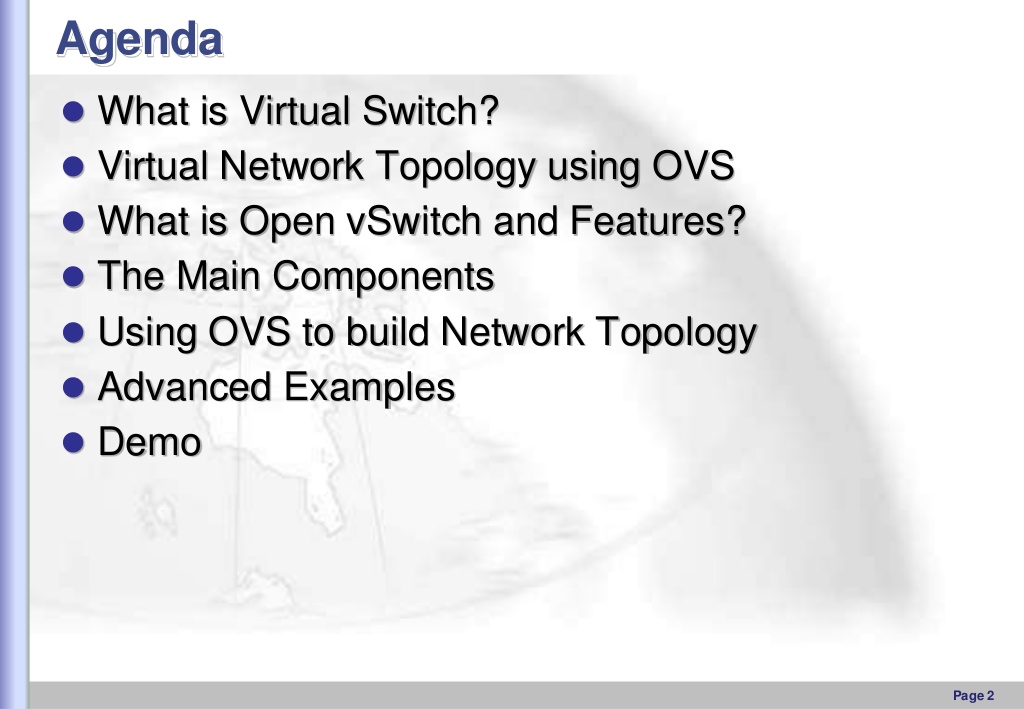 Agenda
What is Virtual Switch?
Virtual Network Topology using OVS
What is Open vSwitch and Features?
The Main Components
Using OVS to build Network Topology
Advanced Examples
Demo
Page 2